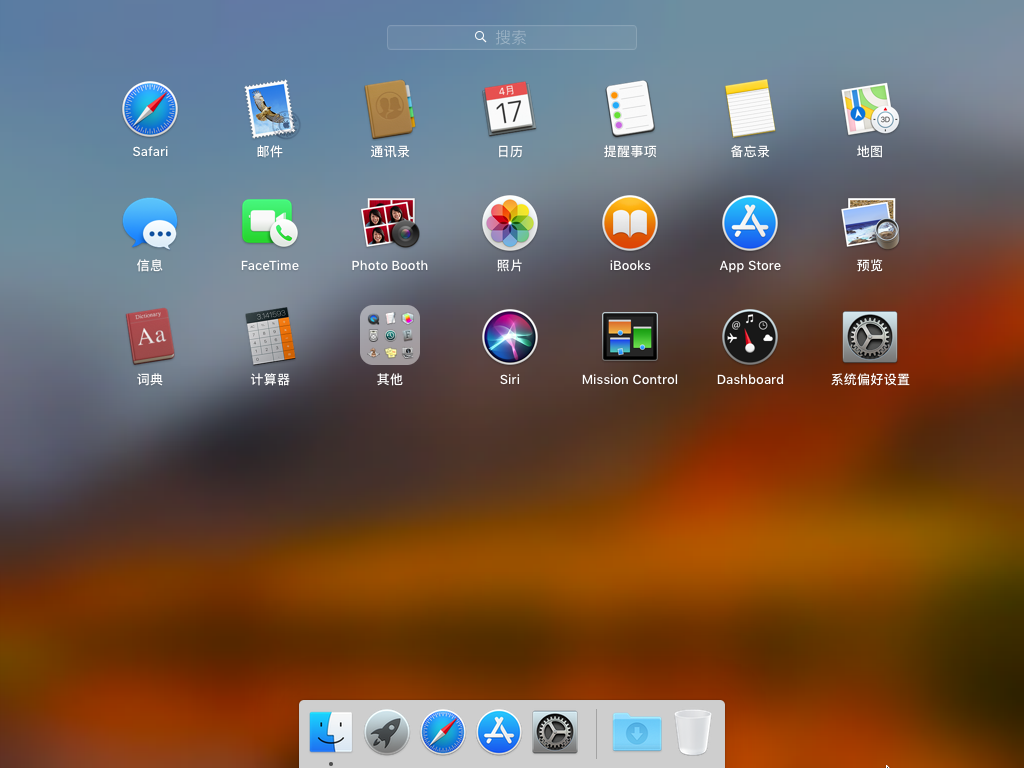 搜索
Safari
邮件
4月
17
通讯录
日历
提醒事项
备忘录
3D
地图
信息
FaceTime
Photo Booth
照片
iBooks
App Store
预览
Dictionary
Aa
词典
3.141593
计算器
其他
Siri
Mission Control
Dashboard
系统偏好设置